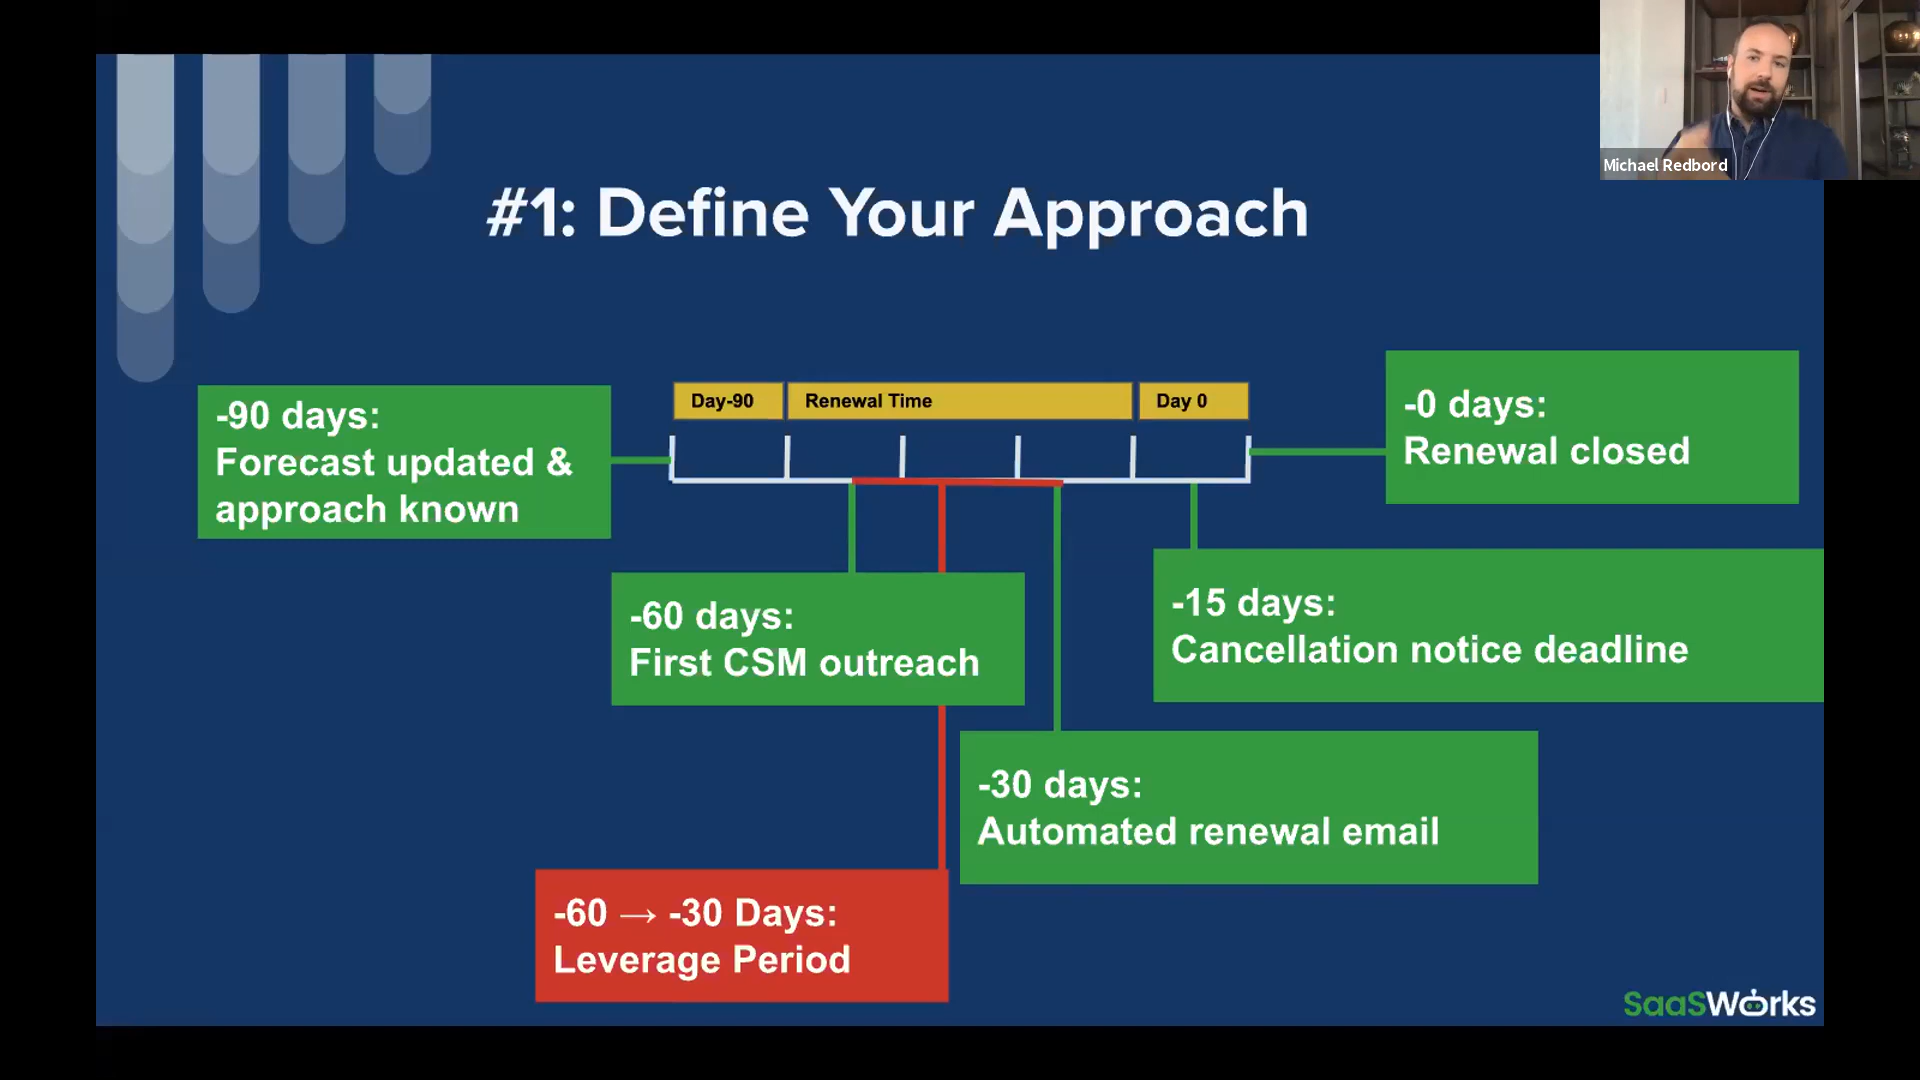 Michael Redbord
#1: Define Your Approach
Day-90
Renewal Time
Day 0
-90 days:
Forecast updated &
approach known
-0 days:
Renewal closed
-60 days:
First CSM outreach
-15 days:
Cancellation notice deadline
-30 days:
Automated renewal email
-60 → -30 Days:
Leverage Period
SaaSWorks